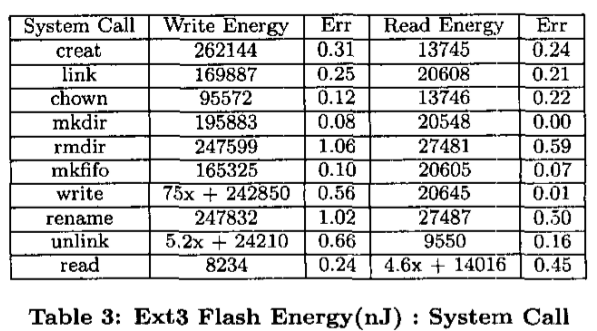 System Call Write Energy Err Read Energy Err
creat 262144 0.31 13745 0.24
link 169887 0.25 20608 0.21
chown 95572 0.12 13746 0.22
mkdir 195883 0.08 20548 0.00
rmdir 247599 1.06 27481 0.59
mkfifo 165325 0.10 20605 0.07
write 75x + 242850 0.56 20645 0.01
rename 247832 1.02 27487 0.50
unlink 5.2x + 24210 0.66 9550 0.16
read 8234 0.24 4.6x + 14016 0.45
Table 3: Ext3 Flash Energy(nJ) : System Call